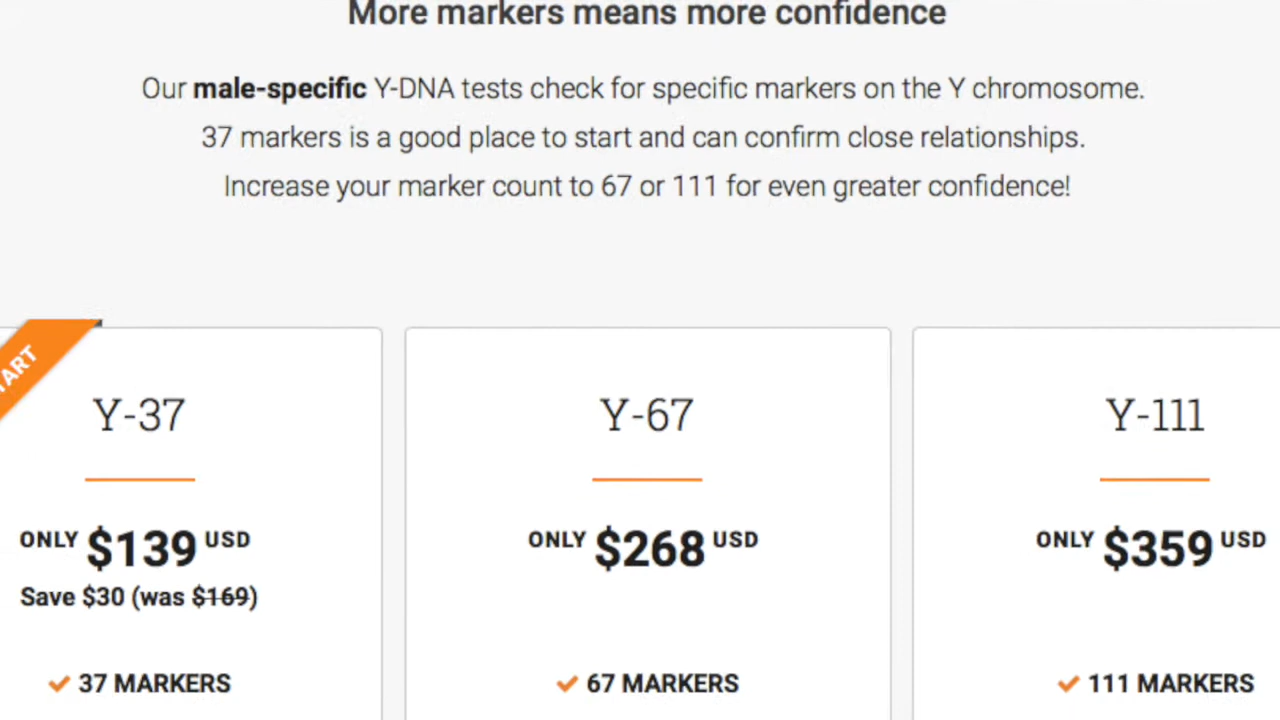 More markers means more confidence
Our male-specific Y-DNA tests check for specific markers on the Y chromosome.
37 markers is a good place to start and can confirm close relationships.
Increase your marker count to 67 or 111 for even greater confidence!
TART
Y-37
ONLY $139 USD
Save $30 (was $169)
37 MARKERS
Y-67
ONLY $268 USD
67 MARKERS
Y-111
ONLY $359 USD
111 MARKERS